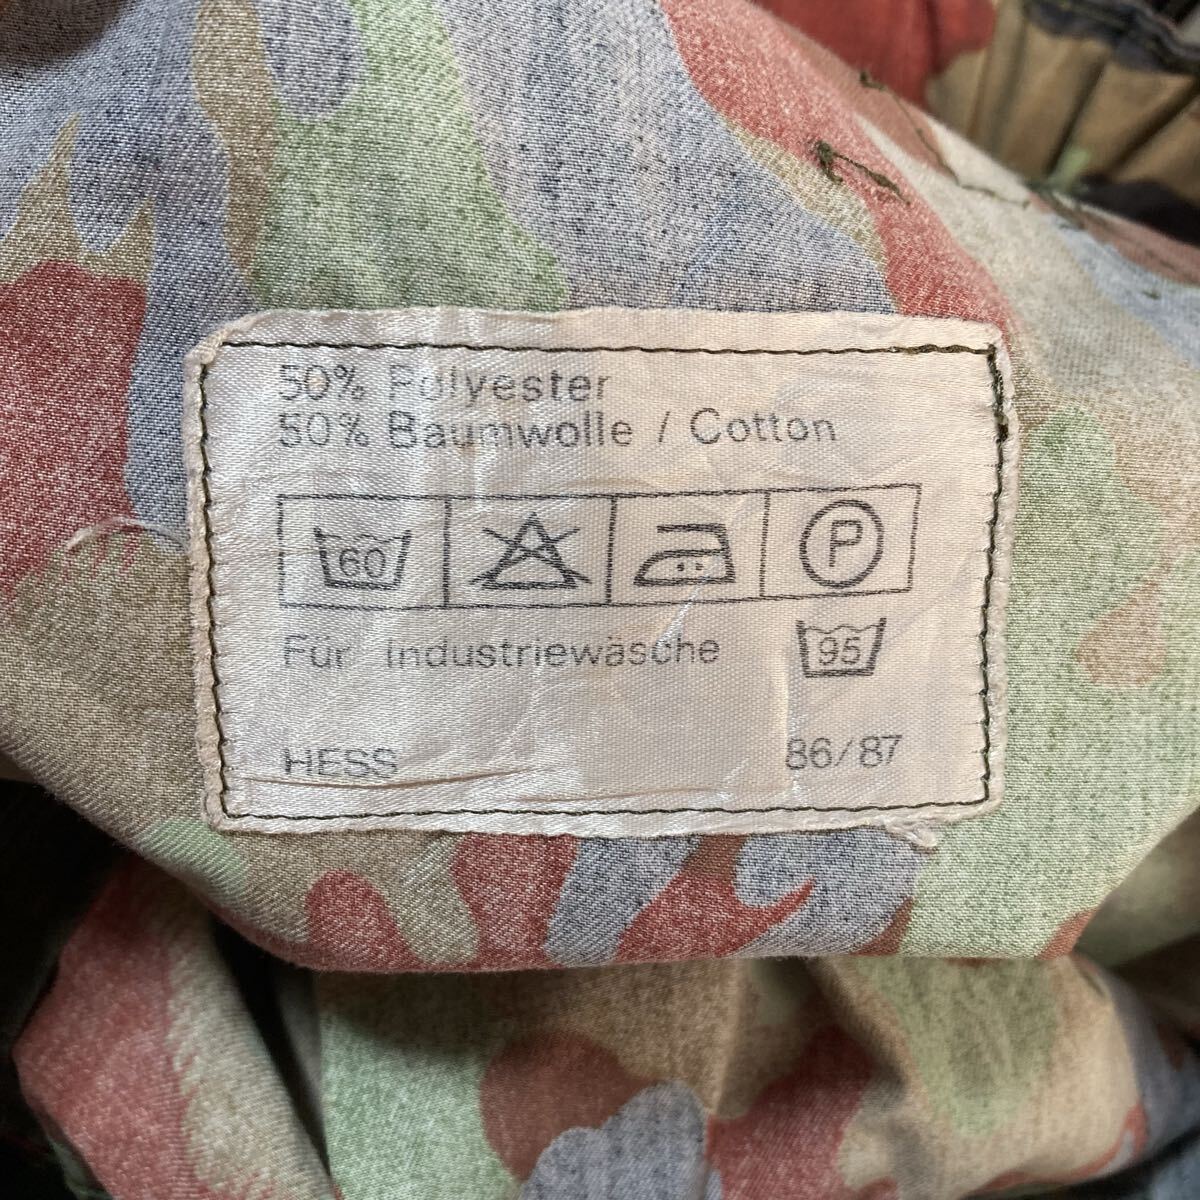 50% Polyester
50% Baumwolle / Cotton
60 P
Für Industriewäsche 95
HESS 86/87